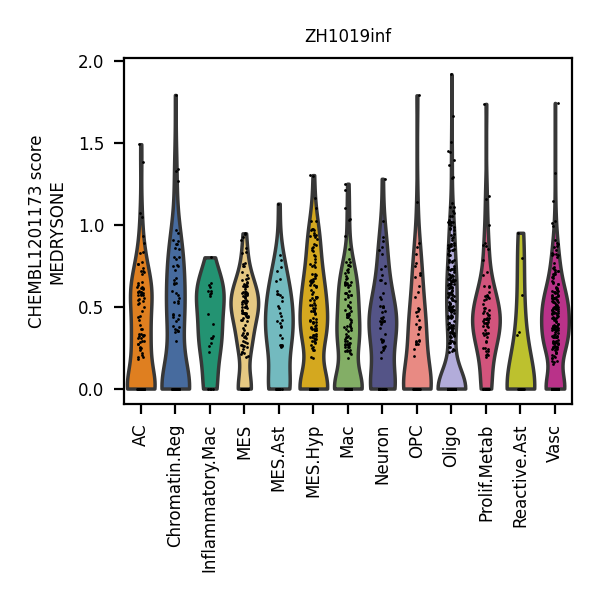 ZH1019inf
CHEMBL1201173 score
MEDRYSONE
2.0
1.5
1.0
0.5
0.0
AC
Chromatin.Reg
Inflammatory.Mac
MES
MES.Ast
MES.Hyp
Mac
Neuron
OPC
Oligo
Prolif.Metab
Reactive.Ast
Vasc